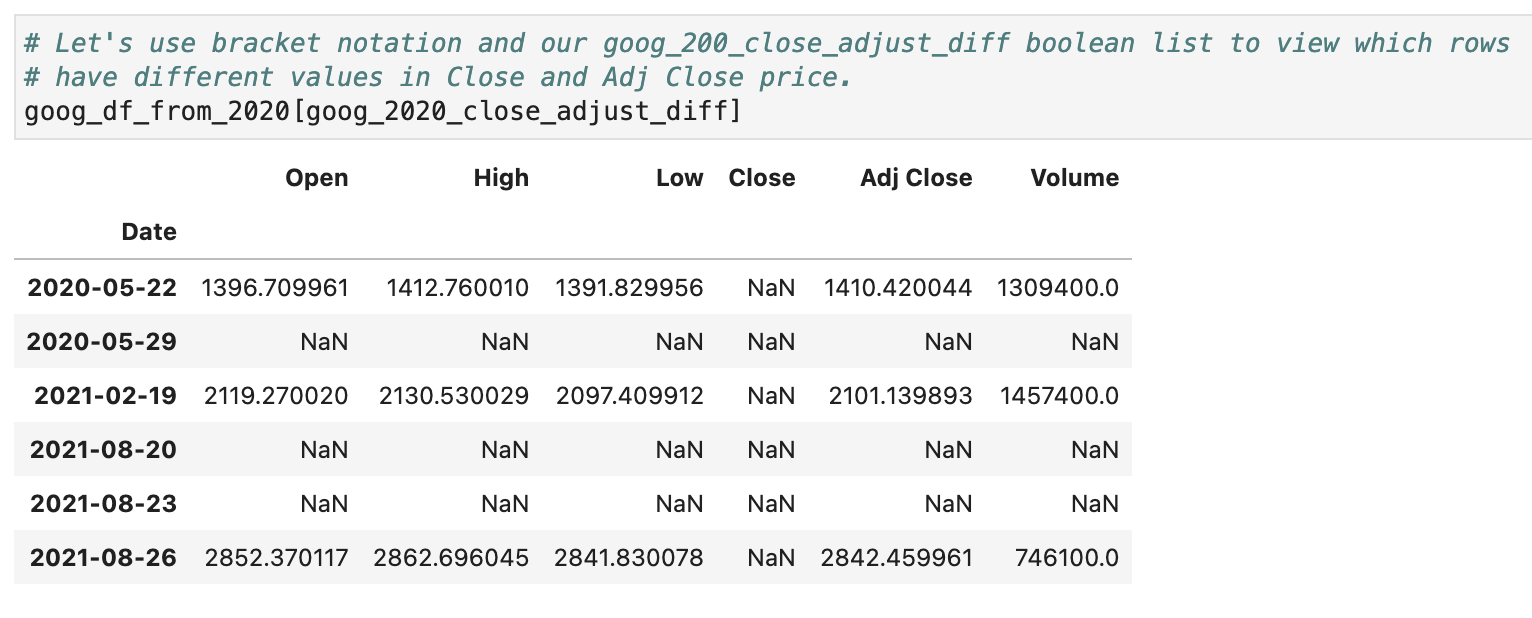 # Let's use bracket notation and our goog_200_close_adjust_diff boolean list to view which rows
# have different values in Close and Adj Close price.
goog_df_from_2020[goog_2020_close_adjust_diff]
Open High Low Close Adj Close Volume
Date
2020-05-22 1396.709961 1412.760010 1391.829956 NaN 1410.420044 1309400.0
2020-05-29 NaN NaN NaN NaN NaN NaN
2021-02-19 2119.270020 2130.530029 2097.409912 NaN 2101.139893 1457400.0
2021-08-20 NaN NaN NaN NaN NaN NaN
2021-08-23 NaN NaN NaN NaN NaN NaN
2021-08-26 2852.370117 2862.696045 2841.830078 NaN 2842.459961 746100.0